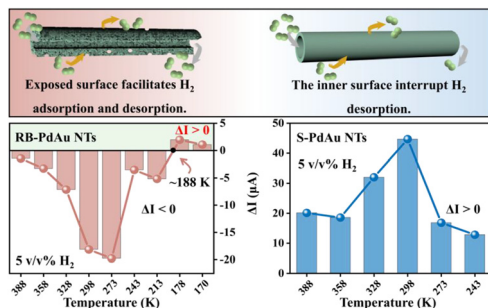 Exposed surface facilitates H2
adsorption and desorption.
The inner surface interrupt H2
desorption.
RB-PdAu NTs
ΔI > 0
~188 K
ΔI < 0
5 v/v% H2
5
0
-5
-10
-15
-20
388 358 328 298 273 243 213 178 170
Temperature (K)
S-PdAu NTs
5 v/v% H2
ΔI > 0
ΔI (μA)
50
40
30
20
10
0
388 358 328 298 273 243
Temperature (K)